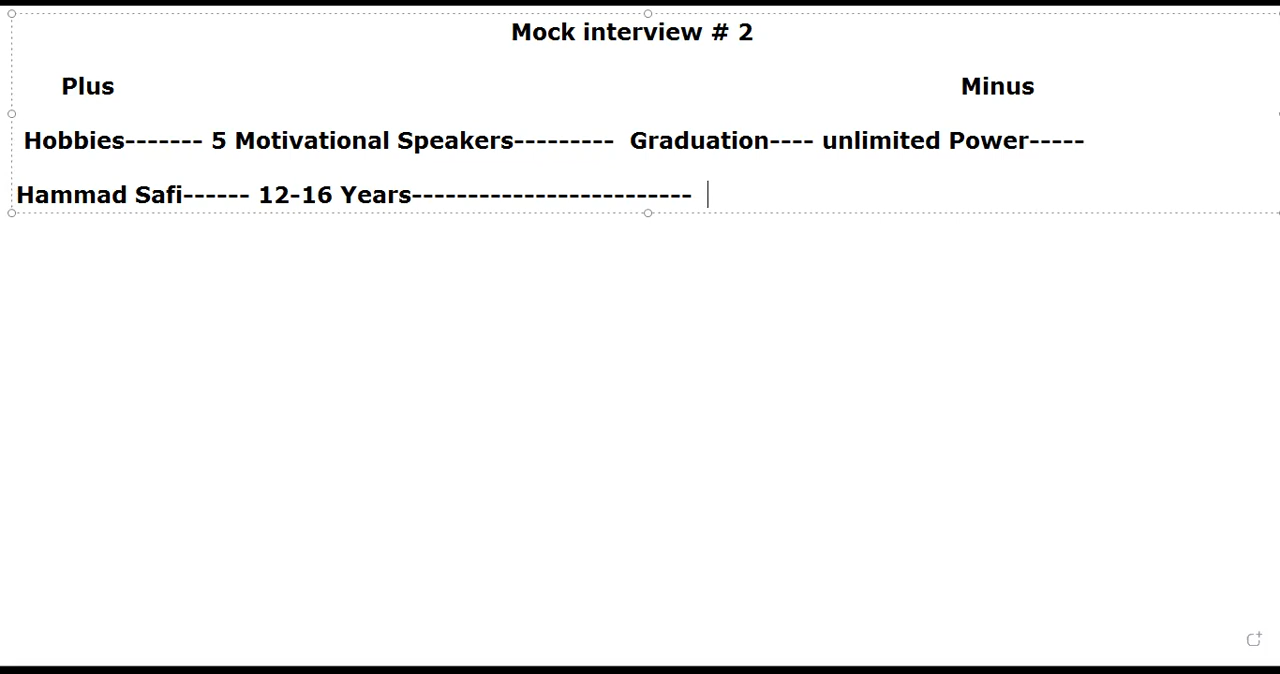 Mock interview # 2
Plus Minus
Hobbies------- 5 Motivational Speakers--------- Graduation---- unlimited Power-----
Hammad Safi------ 12-16 Years-------------------------